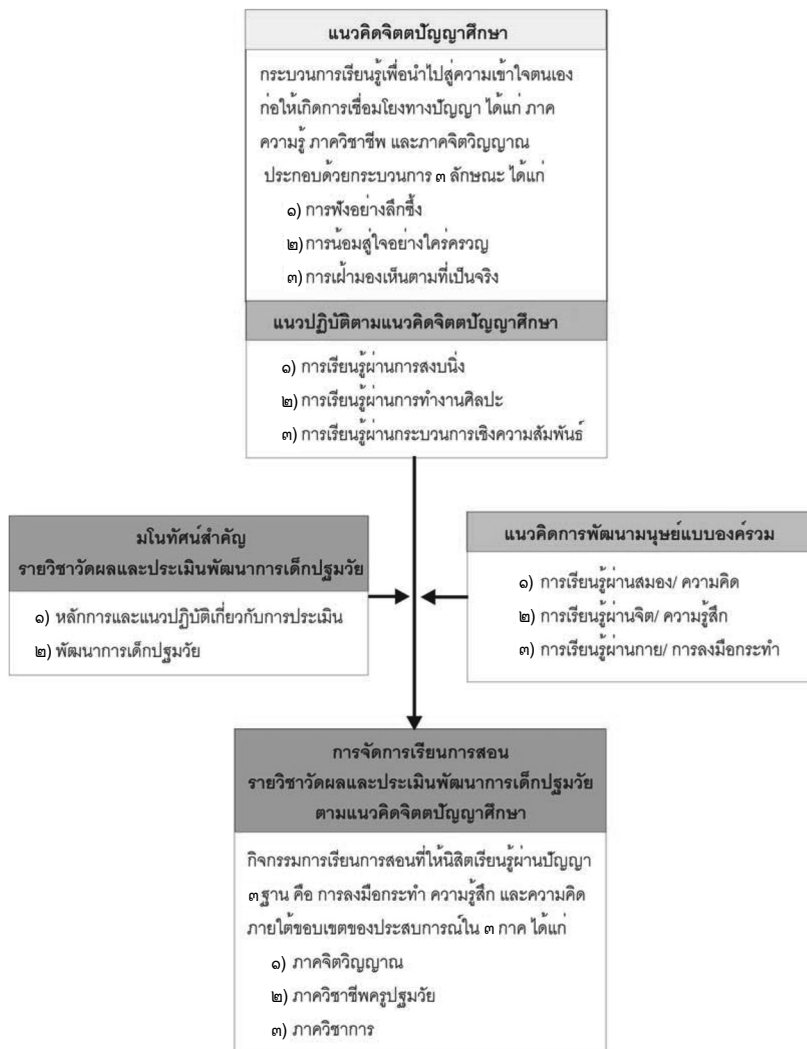 แนวคิดจิตตปัญญาศึกษา
กระบวนการเรียนรู้เพื่อนำไปสู่ความเข้าใจตนเอง
ก่อให้เกิดการเชื่อมโยงทางปัญญา ได้แก่ ภาค
ความรู้ ภาควิชาชีพ และภาคจิตวิญญาณ
ประกอบด้วยกระบวนการ ๓ ลักษณะ ได้แก่
๑) การฟังอย่างลึกซึ้ง
๒) การน้อมสู่ใจอย่างใคร่ครวญ
๓) การเฝ้ามองเห็นตามที่เป็นจริง
แนวปฏิบัติตามแนวคิดจิตตปัญญาศึกษา
๑) การเรียนรู้ผ่านการสงบนิ่ง
๒) การเรียนรู้ผ่านการทำงานศิลปะ
๓) การเรียนรู้ผ่านกระบวนการเชิงความสัมพันธ์
มโนทัศน์สำคัญ
รายวิชาวัดผลและประเมินพัฒนาการเด็กปฐมวัย
๑) หลักการและแนวปฏิบัติเกี่ยวกับการประเมิน
๒) พัฒนาการเด็กปฐมวัย
แนวคิดการพัฒนามนุษย์แบบองค์รวม
๑) การเรียนรู้ผ่านสมอง/ ความคิด
๒) การเรียนรู้ผ่านจิต/ ความรู้สึก
๓) การเรียนรู้ผ่านกาย/ การลงมือกระทำ
การจัดการเรียนการสอน
รายวิชาวัดผลและประเมินพัฒนาการเด็กปฐมวัย
ตามแนวคิดจิตตปัญญาศึกษา
กิจกรรมการเรียนการสอนที่ให้นิสิตเรียนรู้ผ่านปัญญา
๓ ฐาน คือ การลงมือกระทำ ความรู้สึก และความคิด
ภายใต้ขอบเขตของประสบการณ์ใน ๓ ภาค ได้แก่
๑) ภาคจิตวิญญาณ
๒) ภาควิชาชีพครูปฐมวัย
๓) ภาควิชาการ